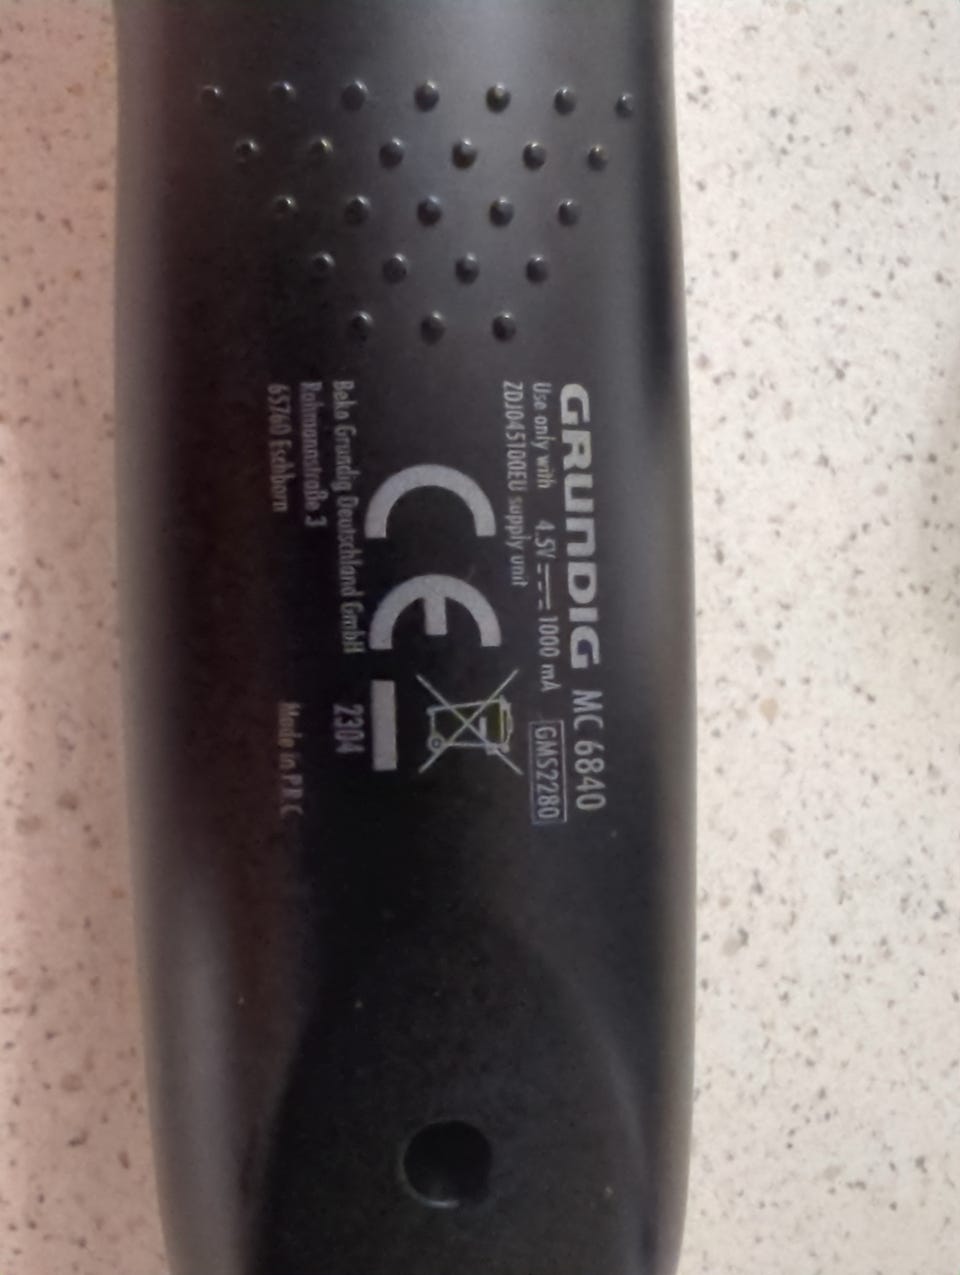 GRUNDIG MC 6840
Use only with 4.5V 1000 mA GMS2280
ZDJ045100EU supply unit
CE
Beko Grundig Deutschland GmbH 2304
Rahmannstraße 3
65760 Eschborn Made in P.R.C